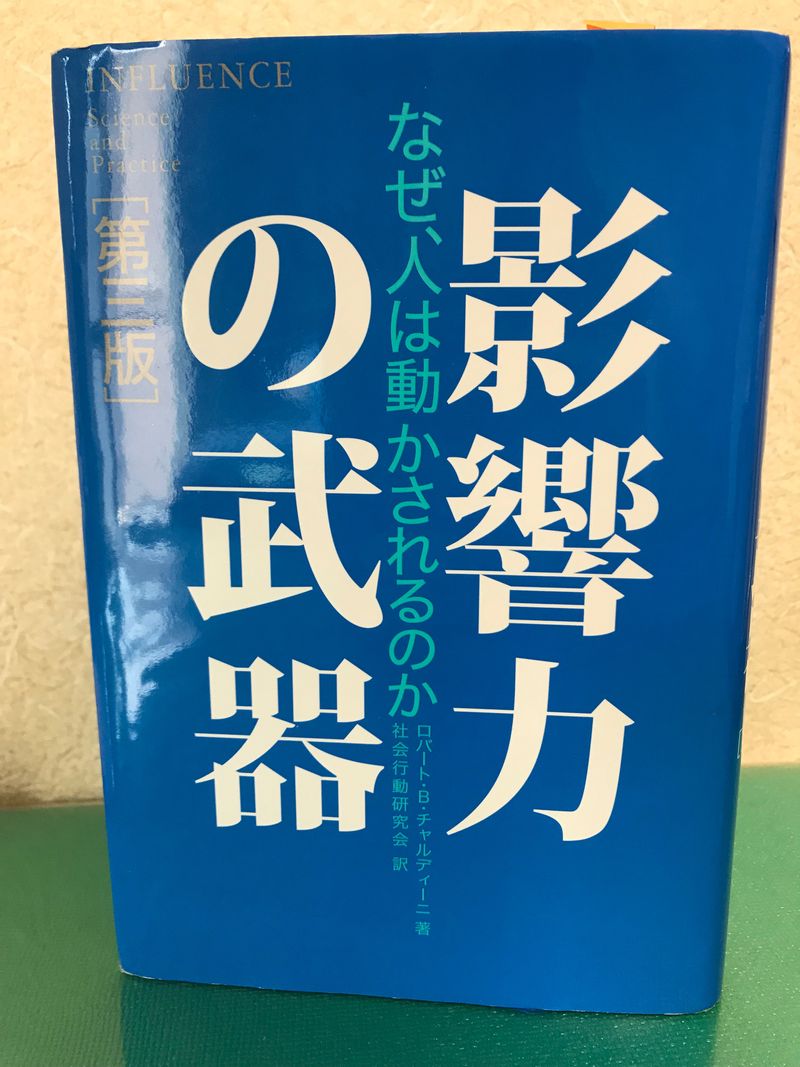 INFLUENCE
Science
and
Practice
[第三版]
影響力
の武器
なぜ、人は動かされるのか
ロバート・B・チャルディーニ 著
社会行動研究会 訳